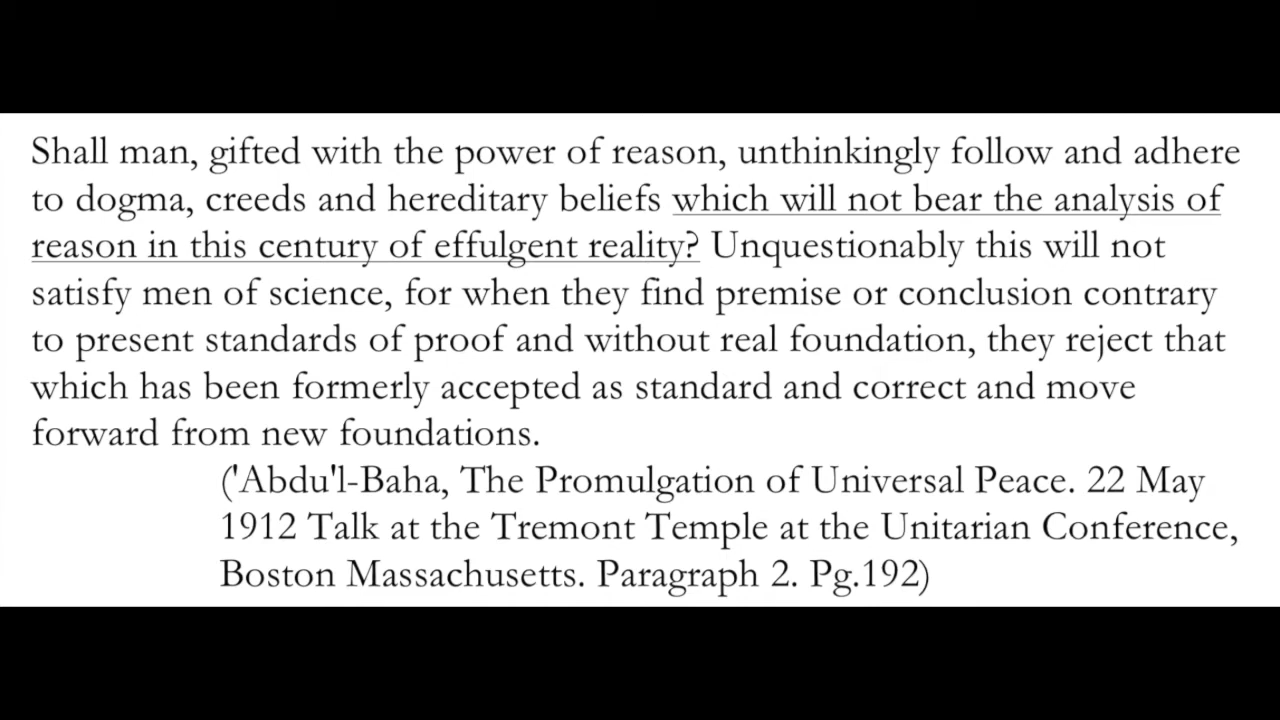 Shall man, gifted with the power of reason, unthinkingly follow and adhere
to dogma, creeds and hereditary beliefs which will not bear the analysis of
reason in this century of effulgent reality? Unquestionably this will not
satisfy men of science, for when they find premise or conclusion contrary
to present standards of proof and without real foundation, they reject that
which has been formerly accepted as standard and correct and move
forward from new foundations.
('Abdu'l-Baha, The Promulgation of Universal Peace. 22 May
1912 Talk at the Tremont Temple at the Unitarian Conference,
Boston Massachusetts. Paragraph 2. Pg.192)